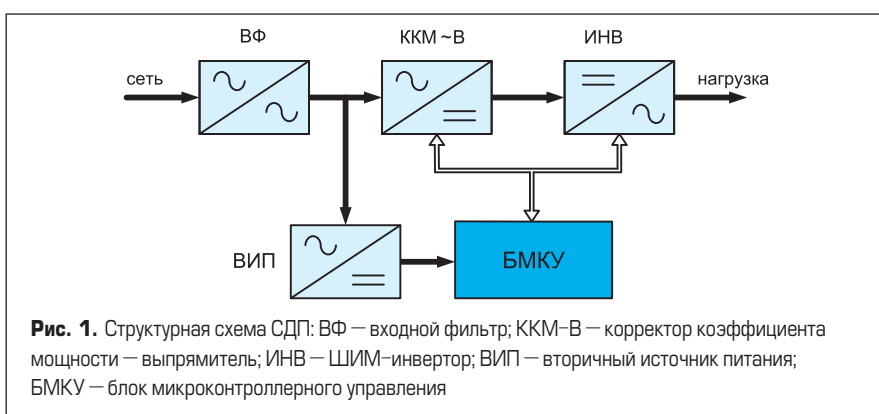 ВФ
ККМ ~В
ИНВ
сеть
нагрузка
ВИП
БМКУ
Рис. 1. Структурная схема СДП: ВФ — входной фильтр; ККМ–В — корректор коэффициента
мощности — выпрямитель; ИНВ — ШИМ–инвертор; ВИП — вторичный источник питания;
БМКУ — блок микроконтроллерного управления